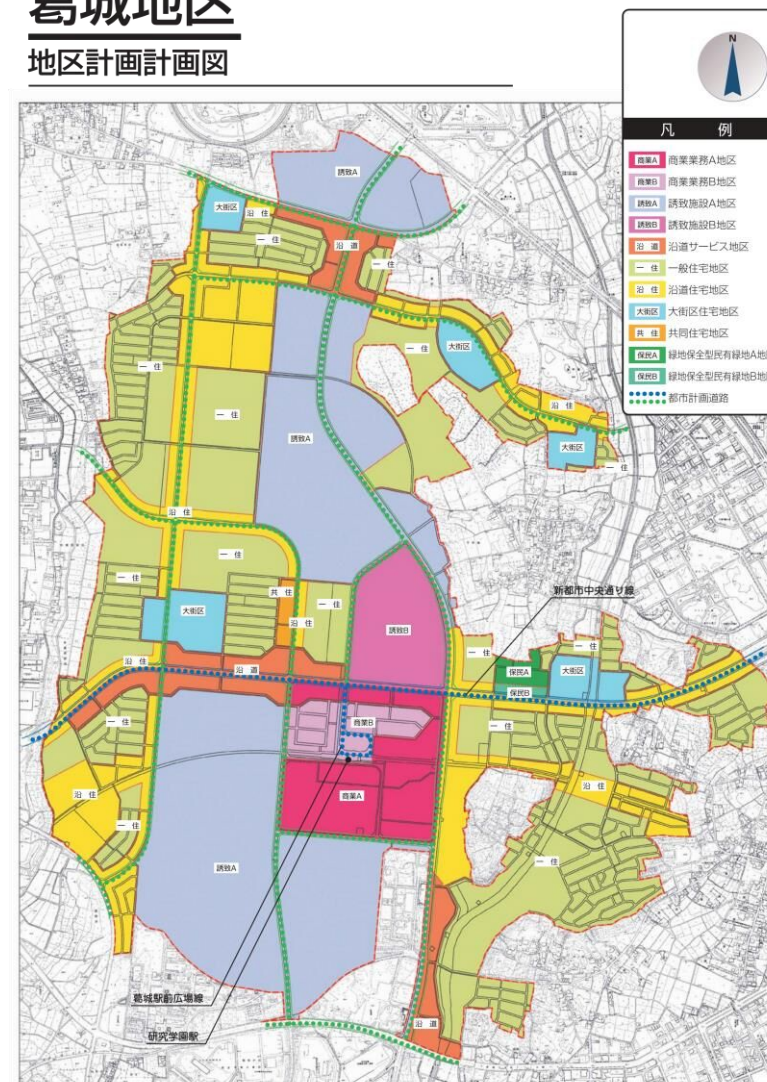 葛城地区
地区計画計画図
N
凡 例
商業A 商業業務A地区
商業B 商業業務B地区
誘致A 誘致施設A地区
誘致B 誘致施設B地区
沿 道 沿道サービス地区
一 住 一般住宅地区
沿 住 沿道住宅地区
大街区 大街区住宅地区
共 住 共同住宅地区
保民A 緑地保全型民有緑地A地
保民B 緑地保全型民有緑地B地
都市計画道路
誘致A
大街区
沿 住
一 住
沿 道
一 住
一 住
大街区
一 住
沿 住
一 住
誘致A
大街区
一 住
沿 住
一 住
一 住
共 住
一 住
大街区
沿 住
新都市中央通り線
誘致B
一 住
一 住
沿 住
沿 道
保民A
大街区
保民B
一 住
商業B
一 住
沿 住
商業A
沿 住
一 住
一 住
誘致A
葛城駅前広場線
沿 道
研究学園駅